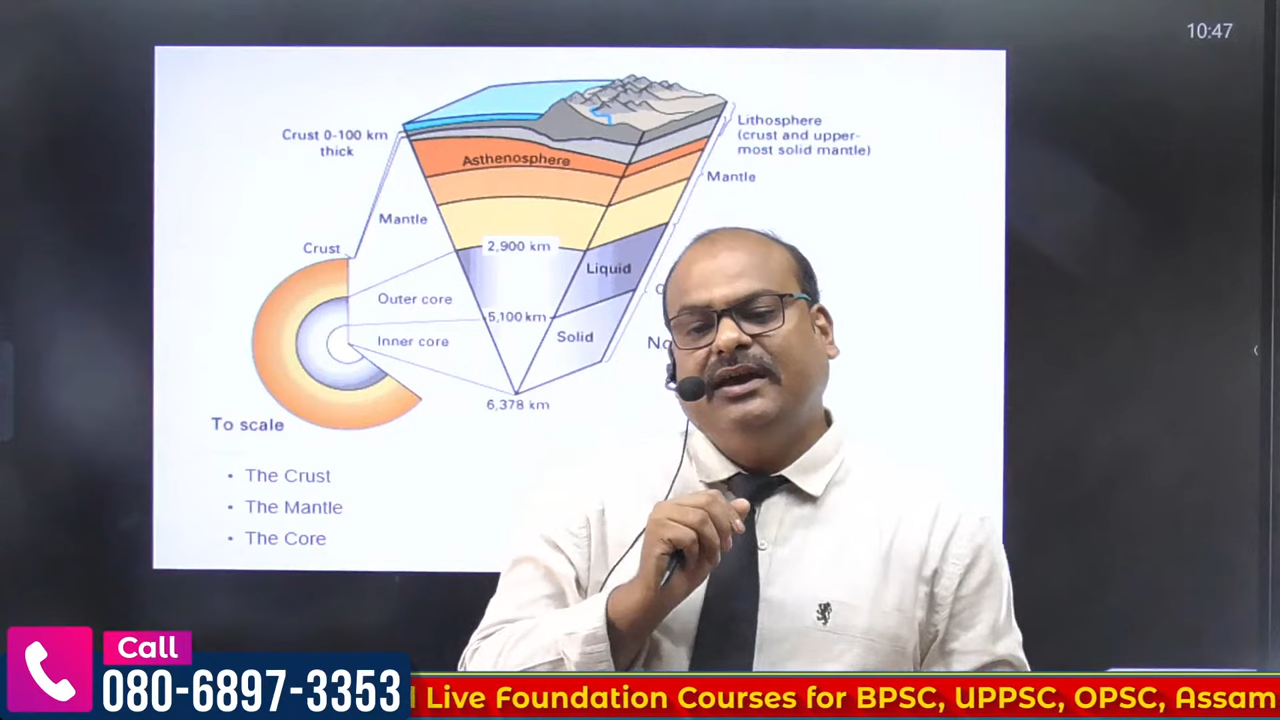 10:47
Crust 0-100 km
thick
Asthenosphere
Lithosphere
(crust and upper-
most solid mantle)
Mantle
Mantle
Crust
2,900 km
Liquid
Outer core
5,100 km
Inner core
Solid
6,378 km
To scale
• The Crust
• The Mantle
• The Core
Call
080-6897-3353
Live Foundation Courses for BPSC, UPPSC, OPSC, Assam